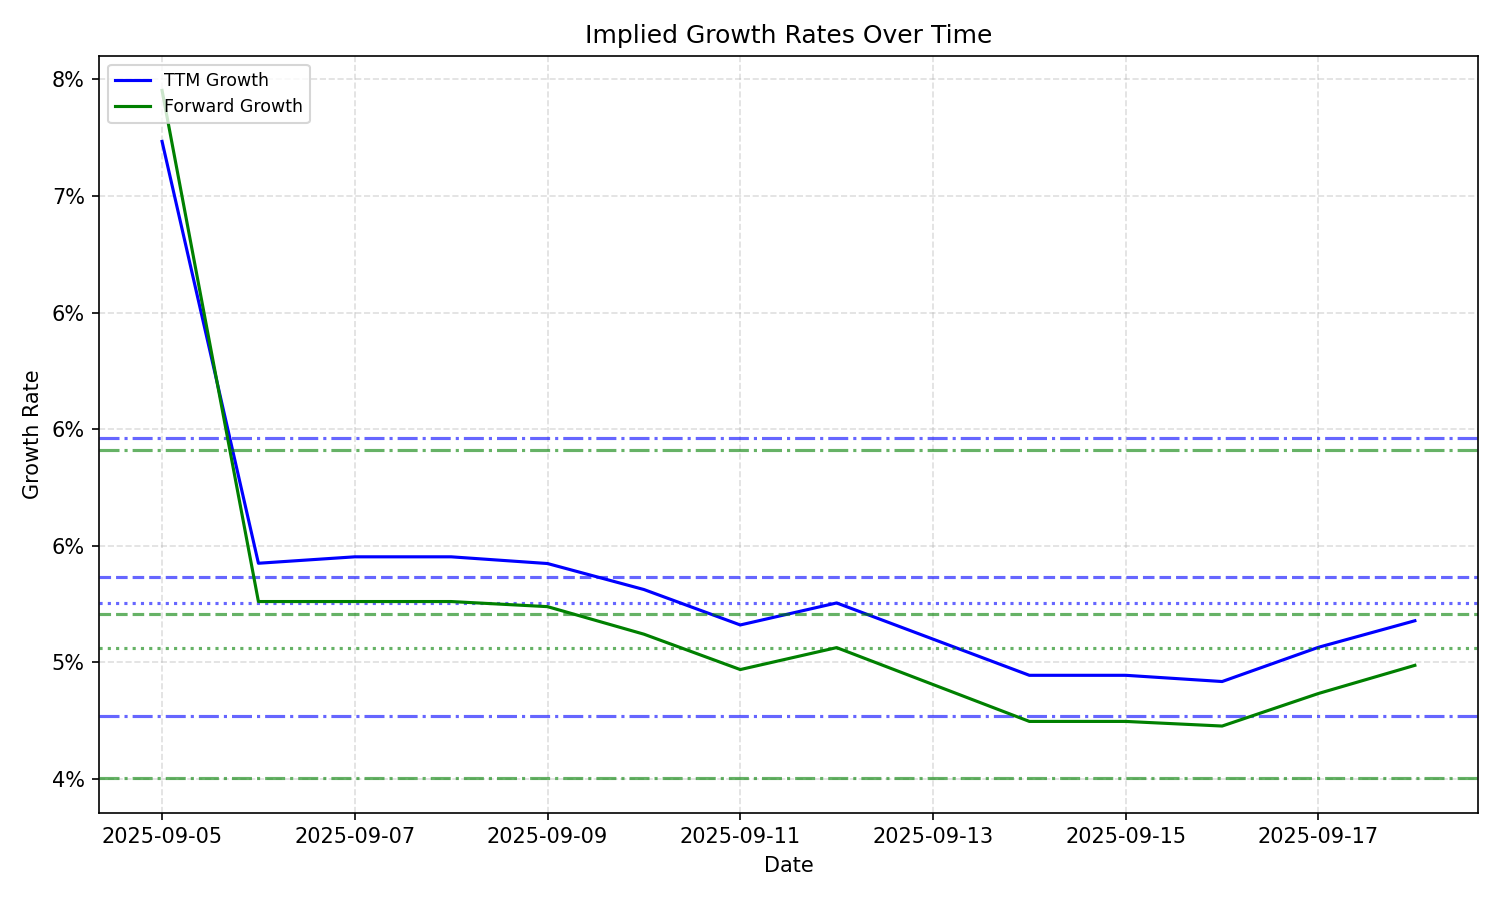 Implied Growth Rates Over Time
TTM Growth
Forward Growth
8%
7%
6%
6%
6%
5%
4%
Growth Rate
2025-09-05
2025-09-07
2025-09-09
2025-09-11
2025-09-13
2025-09-15
2025-09-17
Date